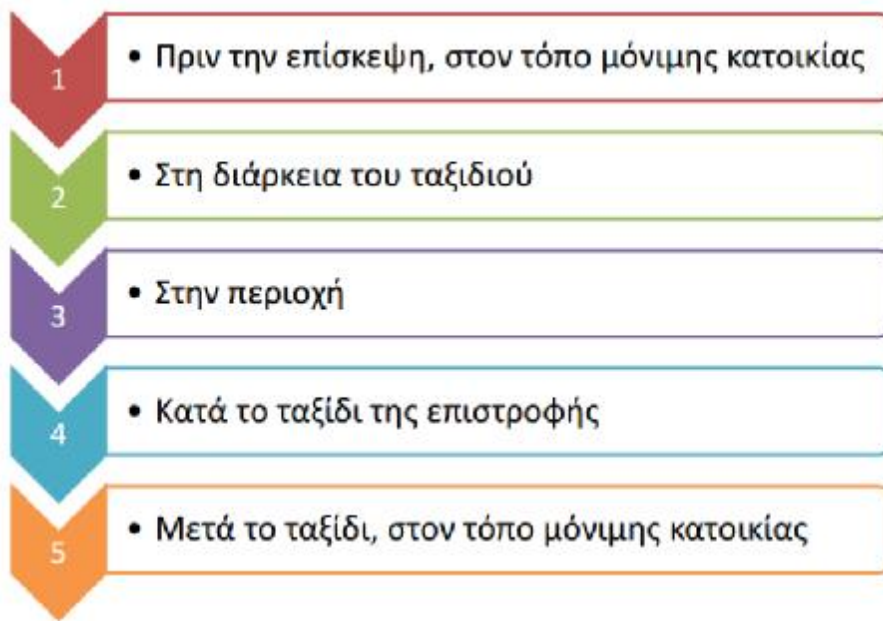 1
• Πριν την επίσκεψη, στον τόπο μόνιμης κατοικίας
2
• Στη διάρκεια του ταξιδιού
3
• Στην περιοχή
4
• Κατά το ταξίδι της επιστροφής
5
• Μετά το ταξίδι, στον τόπο μόνιμης κατοικίας